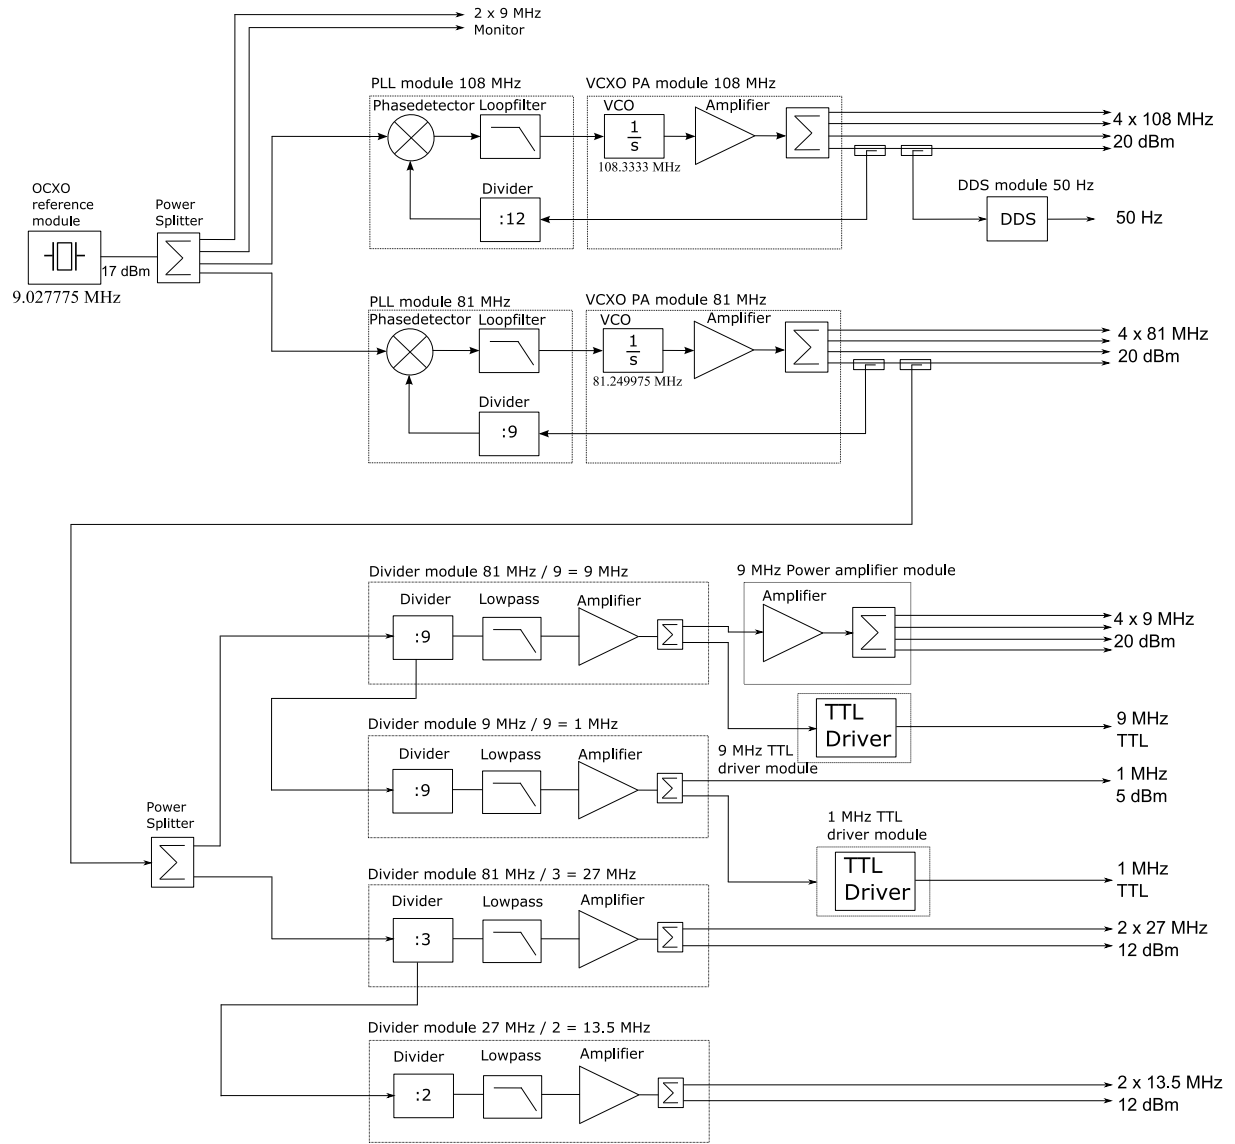 2 x 9 MHz
Monitor
PLL module 108 MHz
VCXO PA module 108 MHz
Phasedetector
Loopfilter
VCO
Amplifier
1
s
108.3333 MHz
4 x 108 MHz
20 dBm
Divider
:12
DDS module 50 Hz
DDS
50 Hz
OCXO
reference
module
Power
Splitter
Σ
Σ
17 dBm
9.027775 MHz
PLL module 81 MHz
VCXO PA module 81 MHz
Phasedetector
Loopfilter
VCO
Amplifier
1
s
81.249975 MHz
Σ
4 x 81 MHz
20 dBm
Divider
:9
Divider module 81 MHz / 9 = 9 MHz
Divider
Lowpass
Amplifier
:9
Σ
9 MHz Power amplifier module
Amplifier
Σ
4 x 9 MHz
20 dBm
TTL
Driver
9 MHz
TTL
9 MHz TTL
driver module
Divider module 9 MHz / 9 = 1 MHz
Divider
Lowpass
Amplifier
:9
Σ
1 MHz
5 dBm
Power
Splitter
Σ
1 MHz TTL
driver module
TTL
Driver
1 MHz
TTL
Divider module 81 MHz / 3 = 27 MHz
Divider
Lowpass
Amplifier
:3
Σ
2 x 27 MHz
12 dBm
Divider module 27 MHz / 2 = 13.5 MHz
Divider
Lowpass
Amplifier
:2
Σ
2 x 13.5 MHz
12 dBm